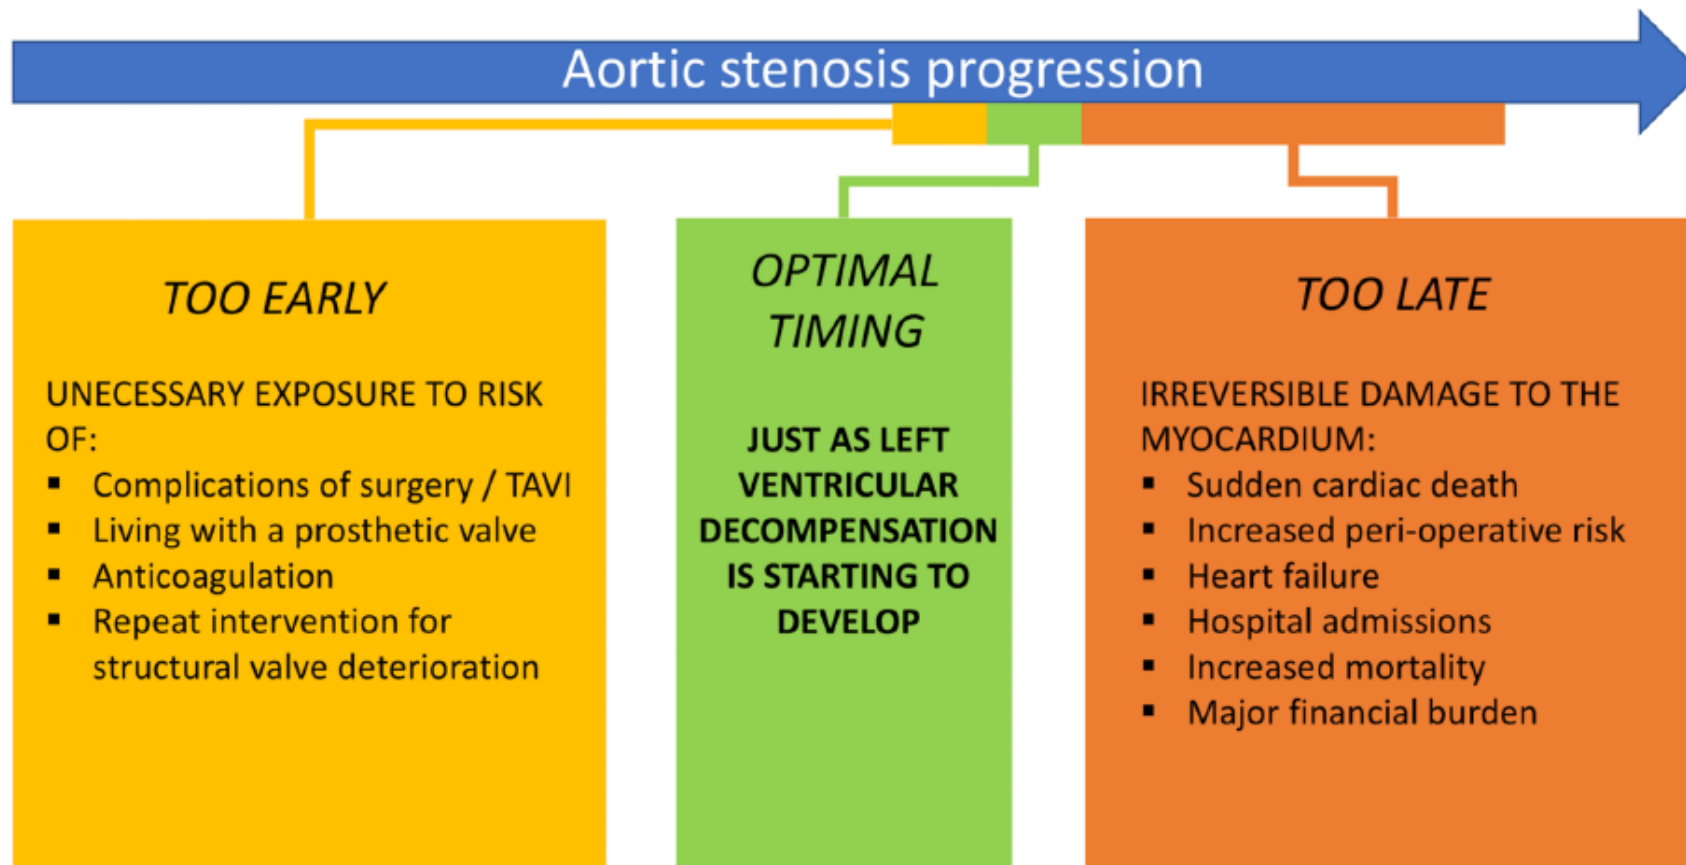 Aortic stenosis progression
TOO EARLY
UNECESSARY EXPOSURE TO RISK
OF:
▪ Complications of surgery / TAVI
▪ Living with a prosthetic valve
▪ Anticoagulation
▪ Repeat intervention for
structural valve deterioration
OPTIMAL
TIMING
JUST AS LEFT
VENTRICULAR
DECOMPENSATION
IS STARTING TO
DEVELOP
TOO LATE
IRREVERSIBLE DAMAGE TO THE
MYOCARDIUM:
▪ Sudden cardiac death
▪ Increased peri-operative risk
▪ Heart failure
▪ Hospital admissions
▪ Increased mortality
▪ Major financial burden